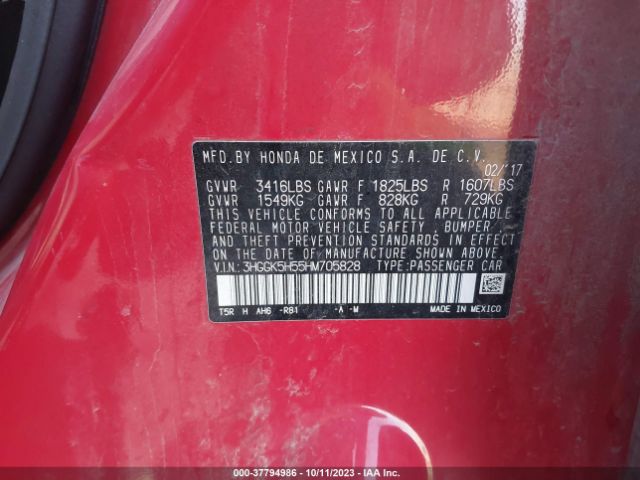 MFD.BY HONDA DE MEXICO S.A. DE C.V.
02/'17
GVWR 3416LBS GAWR F 1825LBS R 1607LBS
GVWR 1549KG GAWR F 828KG R 729KG
THIS VEHICLE CONFORMS TO ALL APPLICABLE
FEDERAL MOTOR VEHICLE SAFETY, BUMPER,
AND THEFT PREVENTION STANDARDS IN EFFECT
ON THE DATE OF MANUFACTURE SHOWN ABOVE.
V.I.N: 3HGGK5H55HM705828 TYPE:PASSENGER CAR
T5R H AH6 -R81 -A -M MADE IN MEXICO
000-37794986 - 10/11/2023 - IAA Inc.